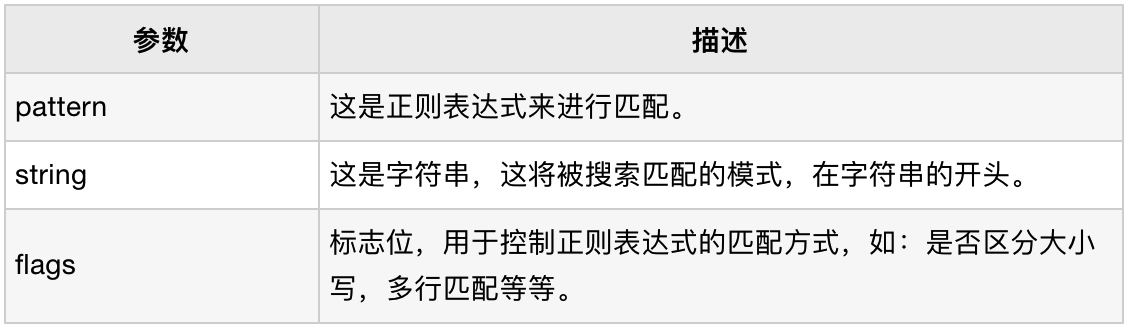 参数 描述
pattern 这是正则表达式来进行匹配。
string 这是字符串，这将被搜索匹配的模式，在字符串的开头。
flags 标志位，用于控制正则表达式的匹配方式，如：是否区分大小
写，多行匹配等等。